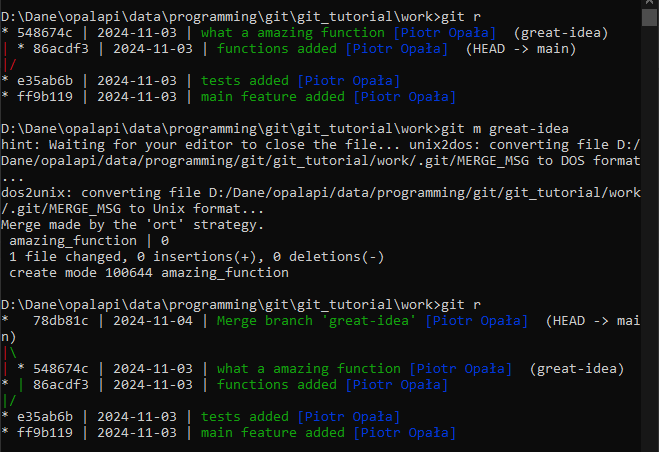 D:\Dane\opalapi\data\programming\git\git_tutorial\work>git r
* 548674c | 2024-11-03 | what a amazing function [Piotr Opała]  (great-idea)
| * 86acdf3 | 2024-11-03 | functions added [Piotr Opała]  (HEAD -> main)
|/
* e35ab6b | 2024-11-03 | tests added [Piotr Opała]
* ff9b119 | 2024-11-03 | main feature added [Piotr Opała]
D:\Dane\opalapi\data\programming\git\git_tutorial\work>git m great-idea
hint: Waiting for your editor to close the file... unix2dos: converting file D:/
Dane/opalapi/data/programming/git/git_tutorial/work/.git/MERGE_MSG to DOS format
...
dos2unix: converting file D:/Dane/opalapi/data/programming/git/git_tutorial/work
/.git/MERGE_MSG to Unix format...
Merge made by the 'ort' strategy.
 amazing_function | 0
 1 file changed, 0 insertions(+), 0 deletions(-)
 create mode 100644 amazing_function
D:\Dane\opalapi\data\programming\git\git_tutorial\work>git r
*   78db81c | 2024-11-04 | Merge branch 'great-idea' [Piotr Opała]  (HEAD -> mai
n)
|\
| * 548674c | 2024-11-03 | what a amazing function [Piotr Opała]  (great-idea)
* | 86acdf3 | 2024-11-03 | functions added [Piotr Opała]
|/
* e35ab6b | 2024-11-03 | tests added [Piotr Opała]
* ff9b119 | 2024-11-03 | main feature added [Piotr Opała]